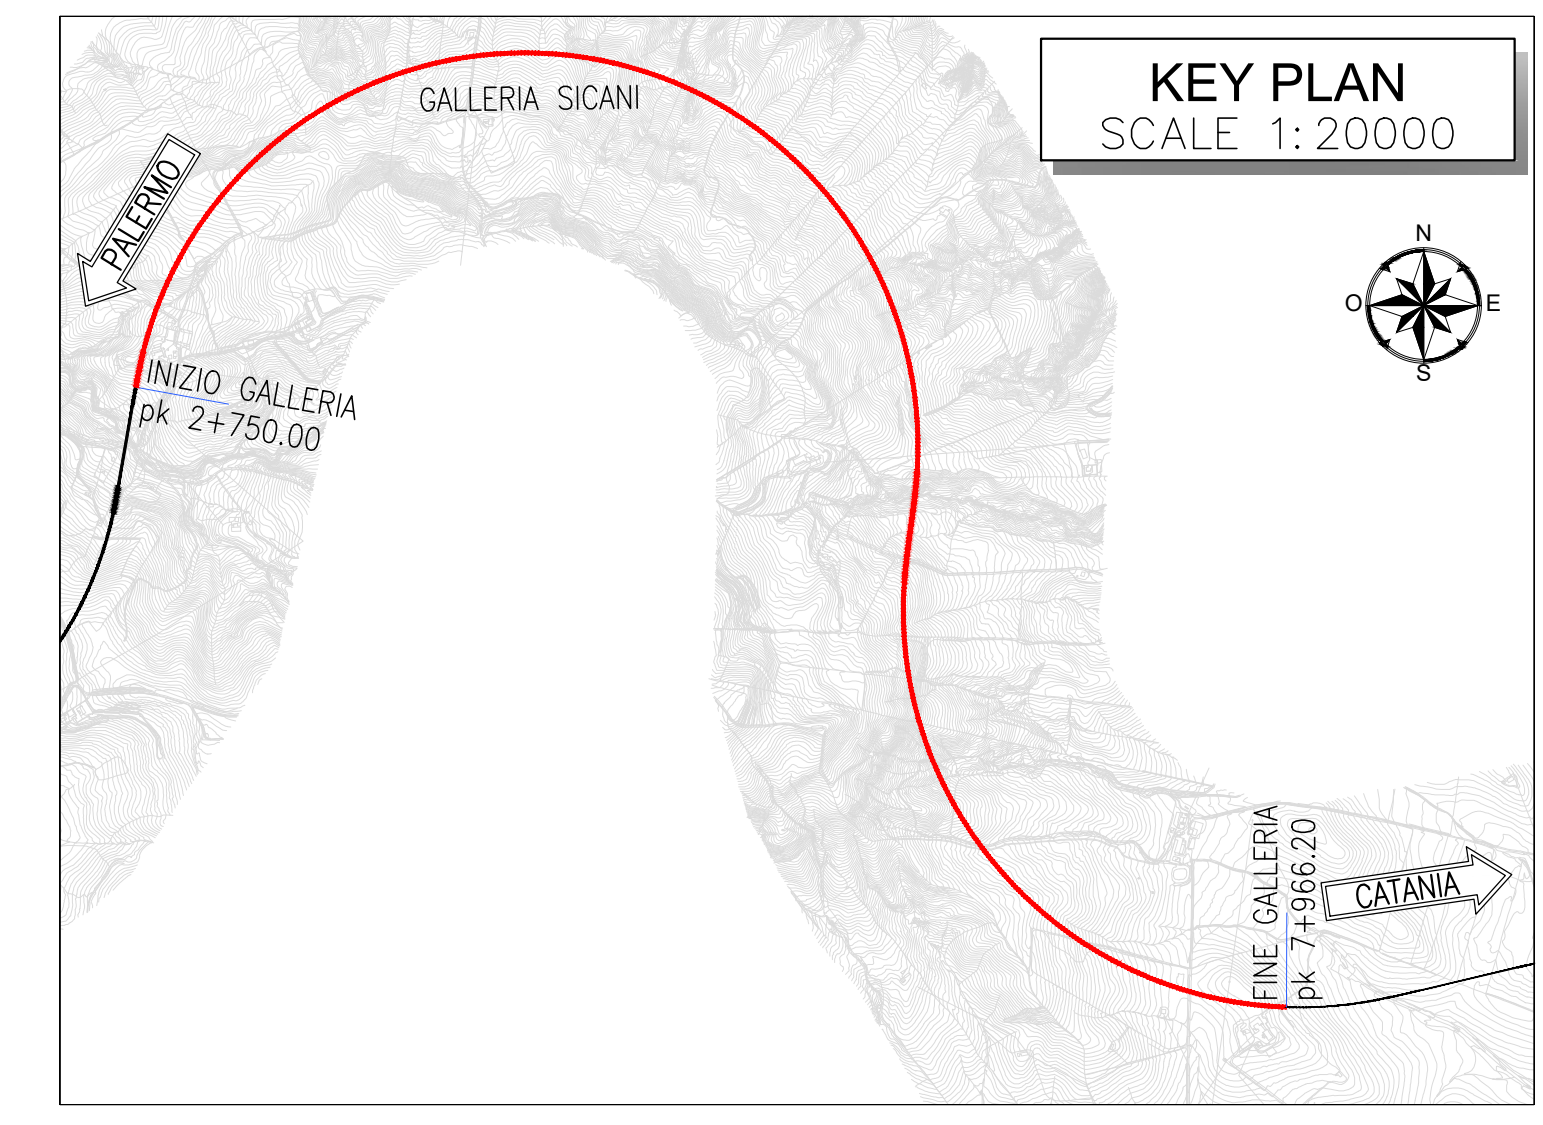 KEY PLAN
SCALE 1:20000
GALLERIA SICANI
PALERMO
N
O
E
S
INIZIO GALLERIA
pk 2+750.00
FINE GALLERIA
pk 7+966.20
CATANIA